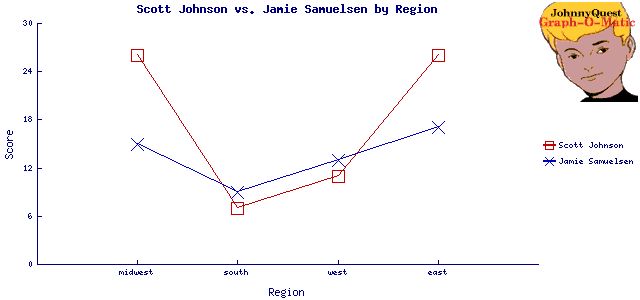 Scott Johnson vs. Jamie Samuelsen by Region
JohnnyQuest
Graph-O-Matic
30
24
18
12
6
0
Score
midwest south west east
Region
Scott Johnson
Jamie Samuelsen